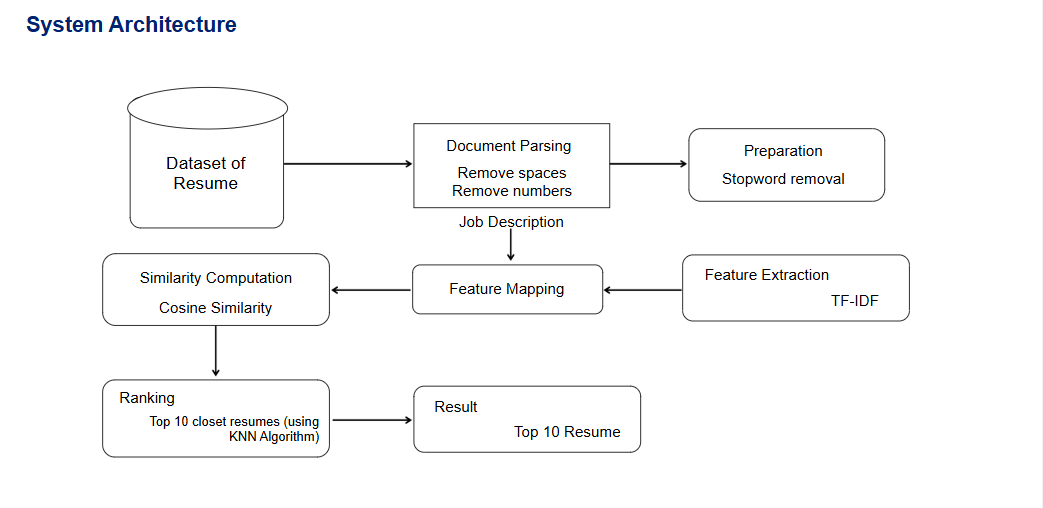 System Architecture
Dataset of
Resume
Document Parsing
Remove spaces
Remove numbers
Preparation
Stopword removal
Job Description
Similarity Computation
Cosine Similarity
Feature Mapping
Feature Extraction
TF-IDF
Ranking
Top 10 closet resumes (using
KNN Algorithm)
Result
Top 10 Resume